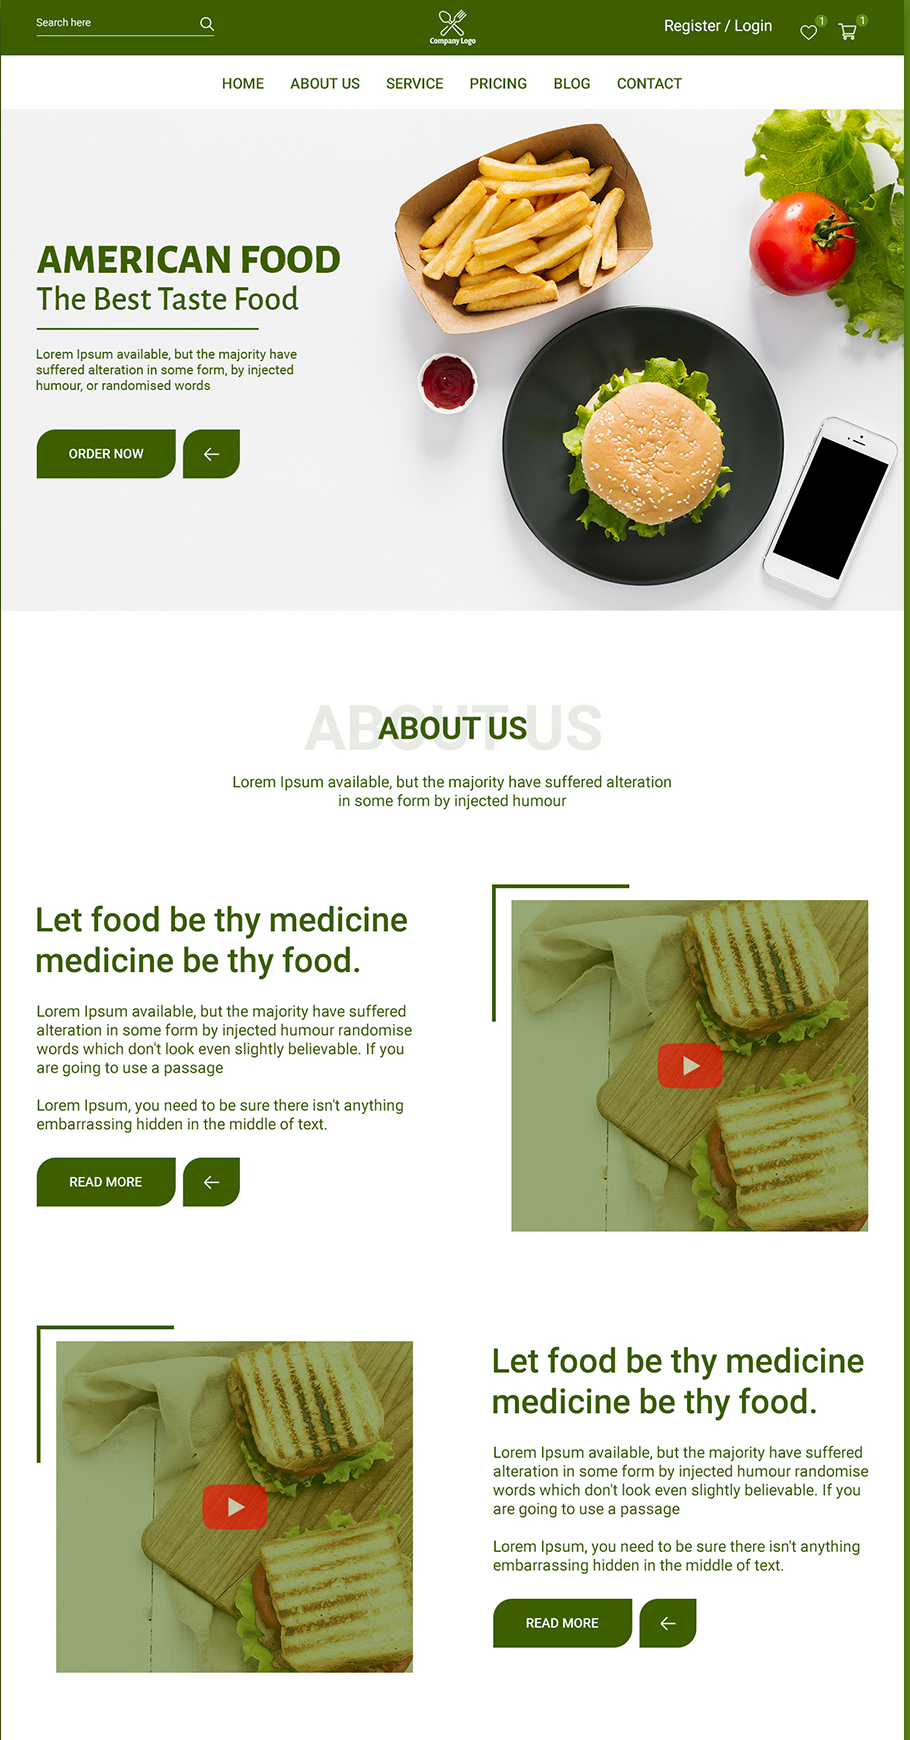 Search here
Company Logo
Register / Login
1
1
HOME ABOUT US SERVICE PRICING BLOG CONTACT
AMERICAN FOOD
The Best Taste Food
Lorem Ipsum available, but the majority have
suffered alteration in some form, by injected
humour, or randomised words
ORDER NOW
ABOUT US
ABOUT US
Lorem Ipsum available, but the majority have suffered alteration
in some form by injected humour
Let food be thy medicine
medicine be thy food.
Lorem Ipsum available, but the majority have suffered
alteration in some form by injected humour randomise
words which don't look even slightly believable. If you
are going to use a passage
Lorem Ipsum, you need to be sure there isn't anything
embarrassing hidden in the middle of text.
READ MORE
Let food be thy medicine
medicine be thy food.
Lorem Ipsum available, but the majority have suffered
alteration in some form by injected humour randomise
words which don't look even slightly believable. If you
are going to use a passage
Lorem Ipsum, you need to be sure there isn't anything
embarrassing hidden in the middle of text.
READ MORE